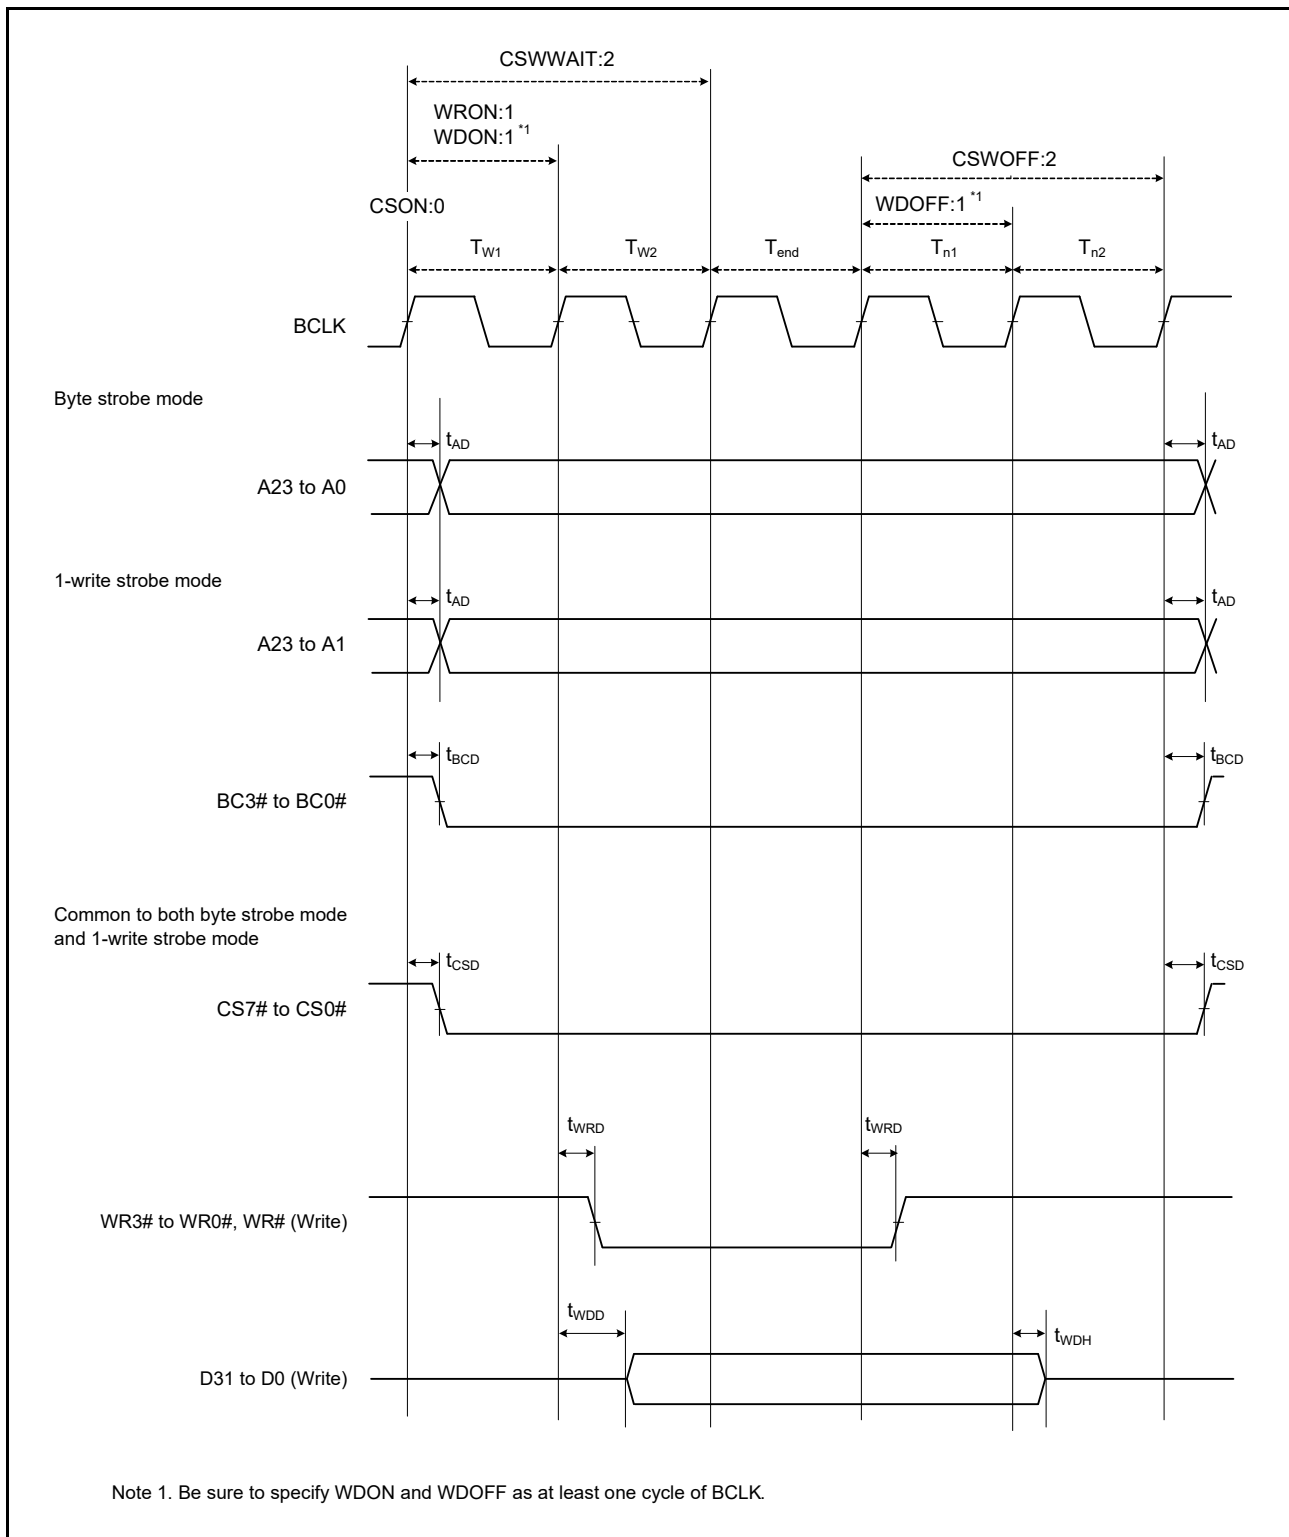 CSWWAIT:2
WRON:1
WDON:1 *1
CSWOFF:2
CSON:0
WDOFF:1 *1
TW1
TW2
Tend
Tn1
Tn2
BCLK
Byte strobe mode
tAD
tAD
A23 to A0
1-write strobe mode
tAD
tAD
A23 to A1
tBCD
tBCD
BC3# to BC0#
Common to both byte strobe mode
and 1-write strobe mode
tCSD
tCSD
CS7# to CS0#
tWRD
tWRD
WR3# to WR0#, WR# (Write)
tWDD
tWDH
D31 to D0 (Write)
Note 1. Be sure to specify WDON and WDOFF as at least one cycle of BCLK.